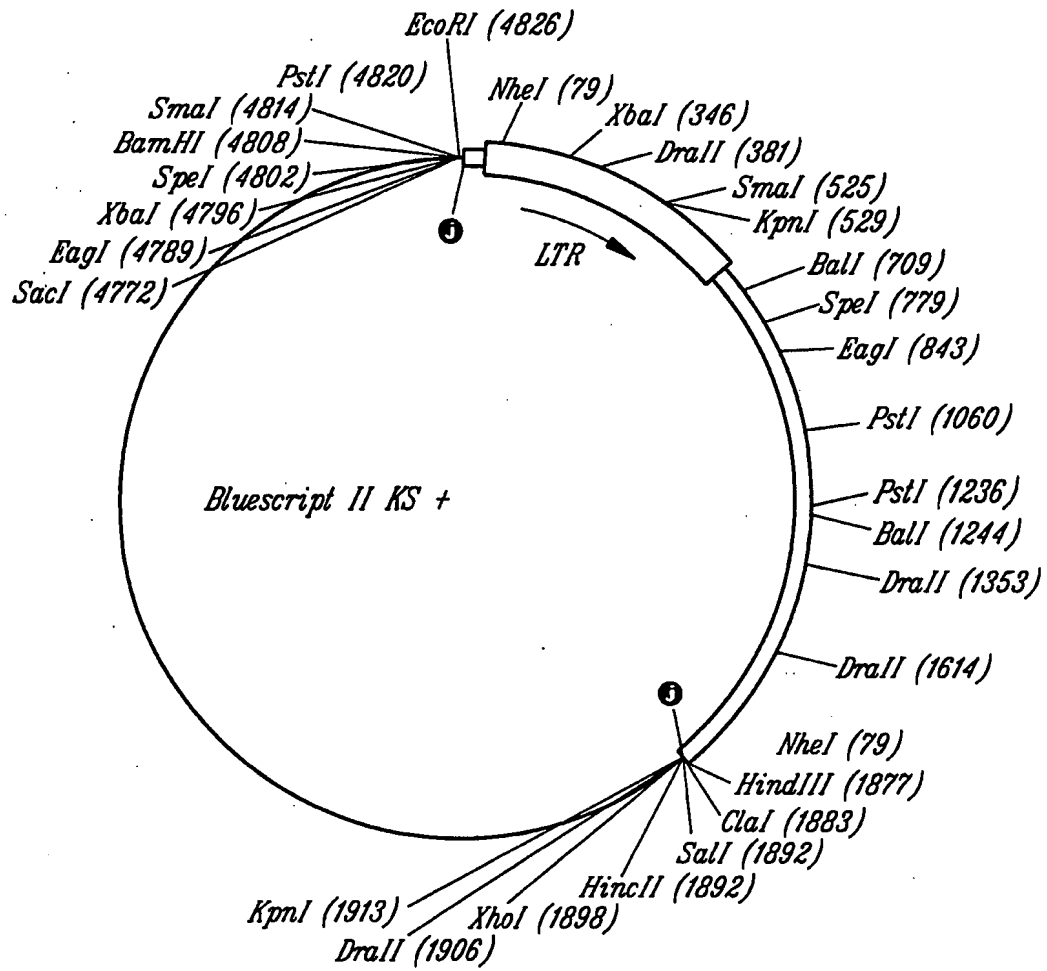 EcoRI (4826)
PstI (4820)
SmaI (4814)
BamHI (4808)
SpeI (4802)
XbaI (4796)
EagI (4789)
SacI (4772)
NheI (79)
XbaI (346)
DraII (381)
SmaI (525)
KpnI (529)
BalI (709)
SpeI (779)
EagI (843)
PstI (1060)
PstI (1236)
BalI (1244)
DraII (1353)
DraII (1614)
j
LTR
Bluescript II KS +
j
NheI (79)
HindIII (1877)
ClaI (1883)
SalI (1892)
HincII (1892)
XhoI (1898)
DraII (1906)
KpnI (1913)